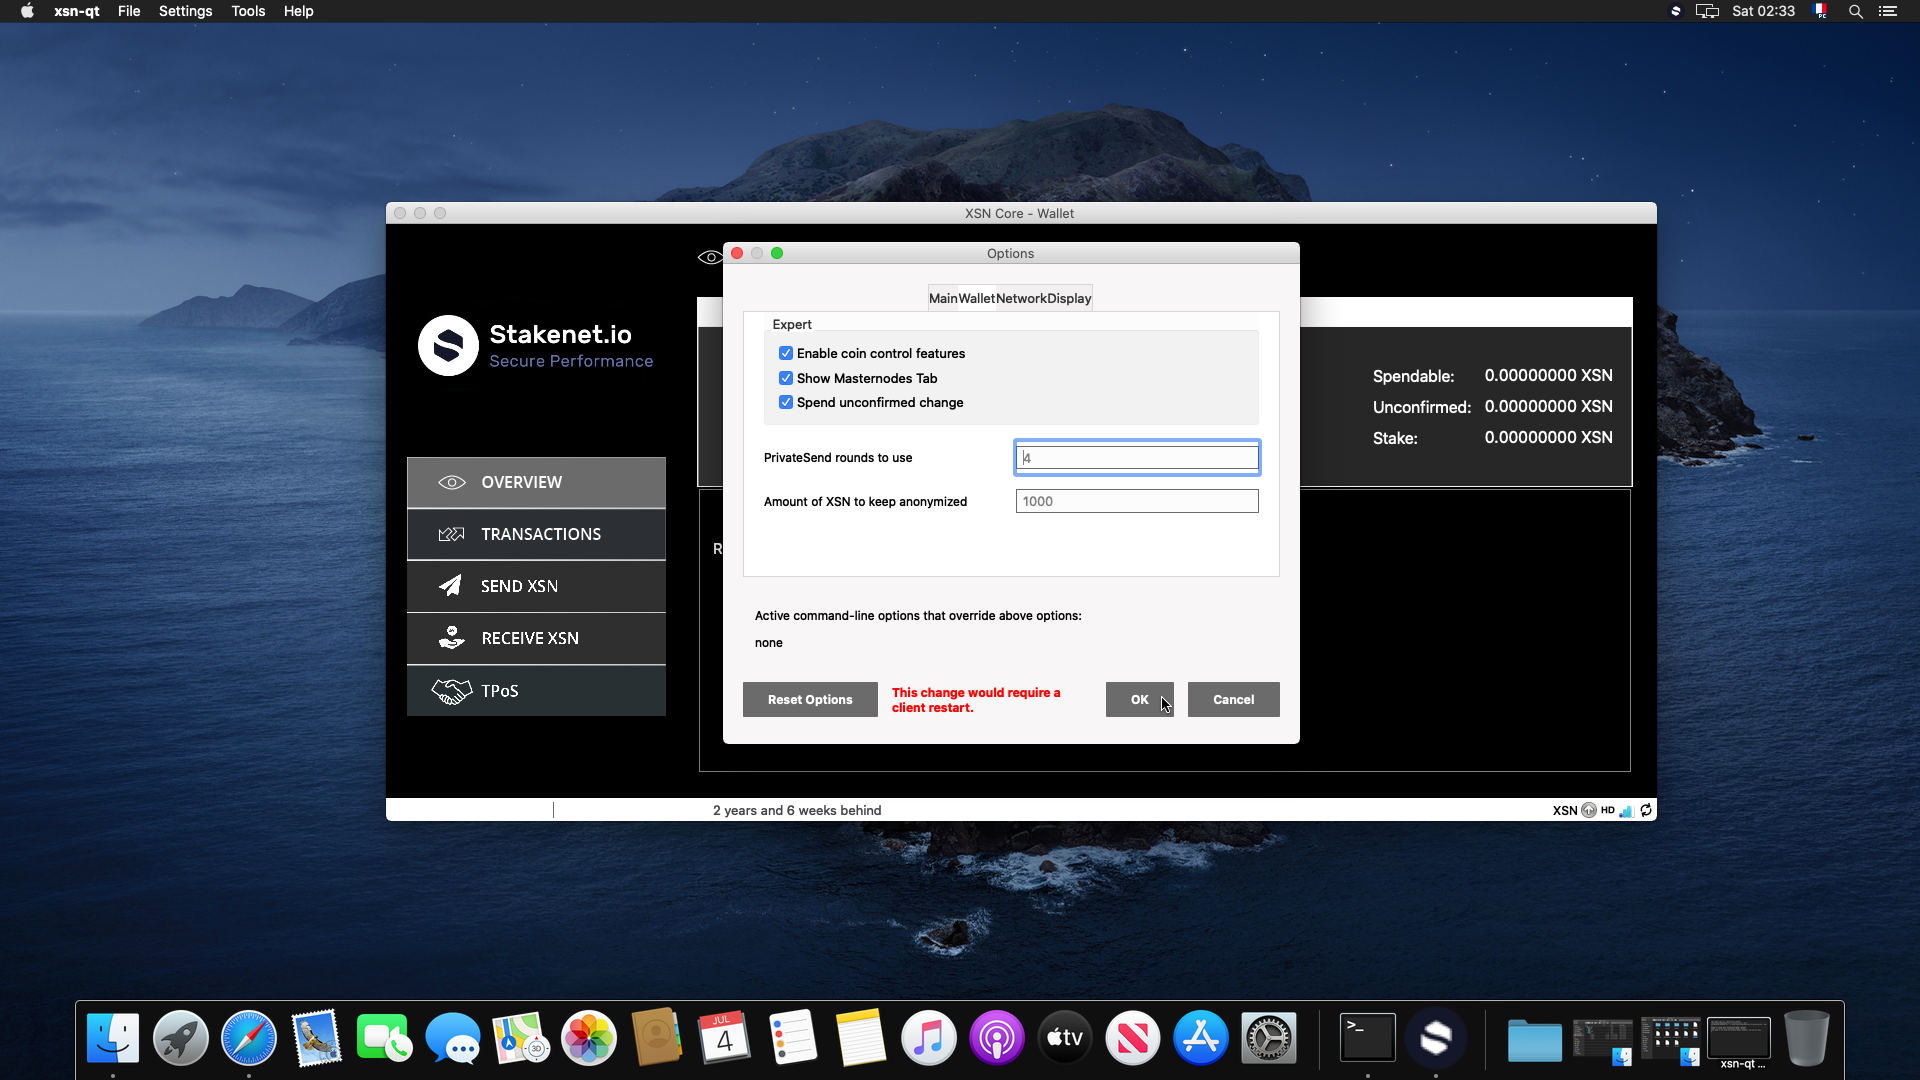 xsn-qt File Settings Tools Help
Sat 02:33
XSN Core - Wallet
Options
Main Wallet Network Display
Stakenet.io
Secure Performance
Expert
Enable coin control features
Show Masternodes Tab
Spend unconfirmed change
PrivateSend rounds to use
4
Amount of XSN to keep anonymized
1000
Spendable: 0.00000000 XSN
Unconfirmed: 0.00000000 XSN
Stake: 0.00000000 XSN
OVERVIEW
TRANSACTIONS
SEND XSN
RECEIVE XSN
TPoS
R
Active command-line options that override above options:
none
Reset Options
This change would require a
client restart.
OK
Cancel
2 years and 6 weeks behind
XSN
HD
JUL
4
3D
tv
>_
xsn-qt ...